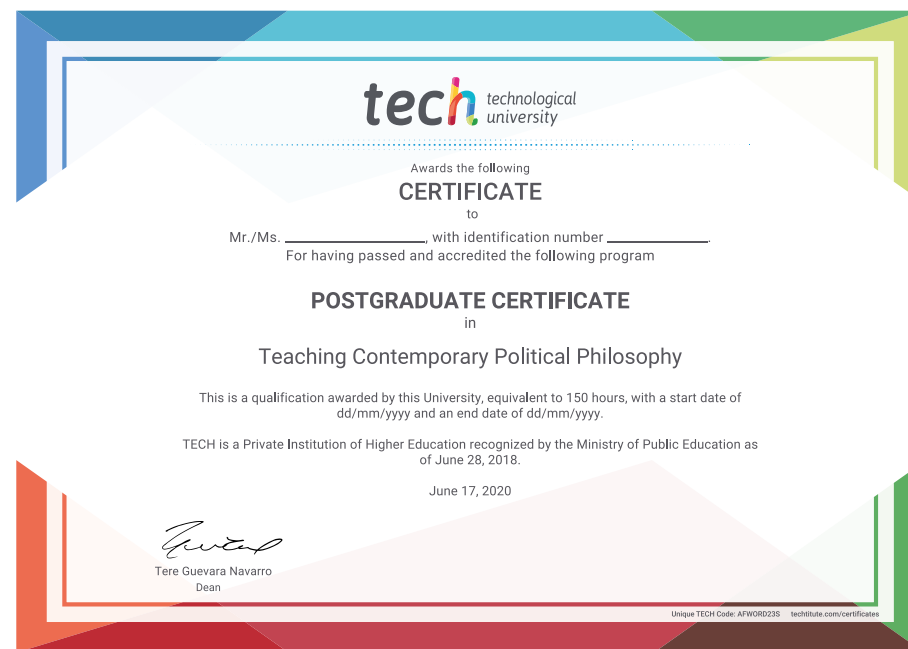 tech technological
university
Awards the following
CERTIFICATE
to
Mr./Ms. ____________, with identification number ____________.
For having passed and accredited the following program
POSTGRADUATE CERTIFICATE
in
Teaching Contemporary Political Philosophy
This is a qualification awarded by this University, equivalent to 150 hours, with a start date of
dd/mm/yyyy and an end date of dd/mm/yyyy.
TECH is a Private Institution of Higher Education recognized by the Ministry of Public Education as
of June 28, 2018.
June 17, 2020
Tere Guevara Navarro
Dean
Unique TECH Code: AFWORD23S techtitute.com/certificates